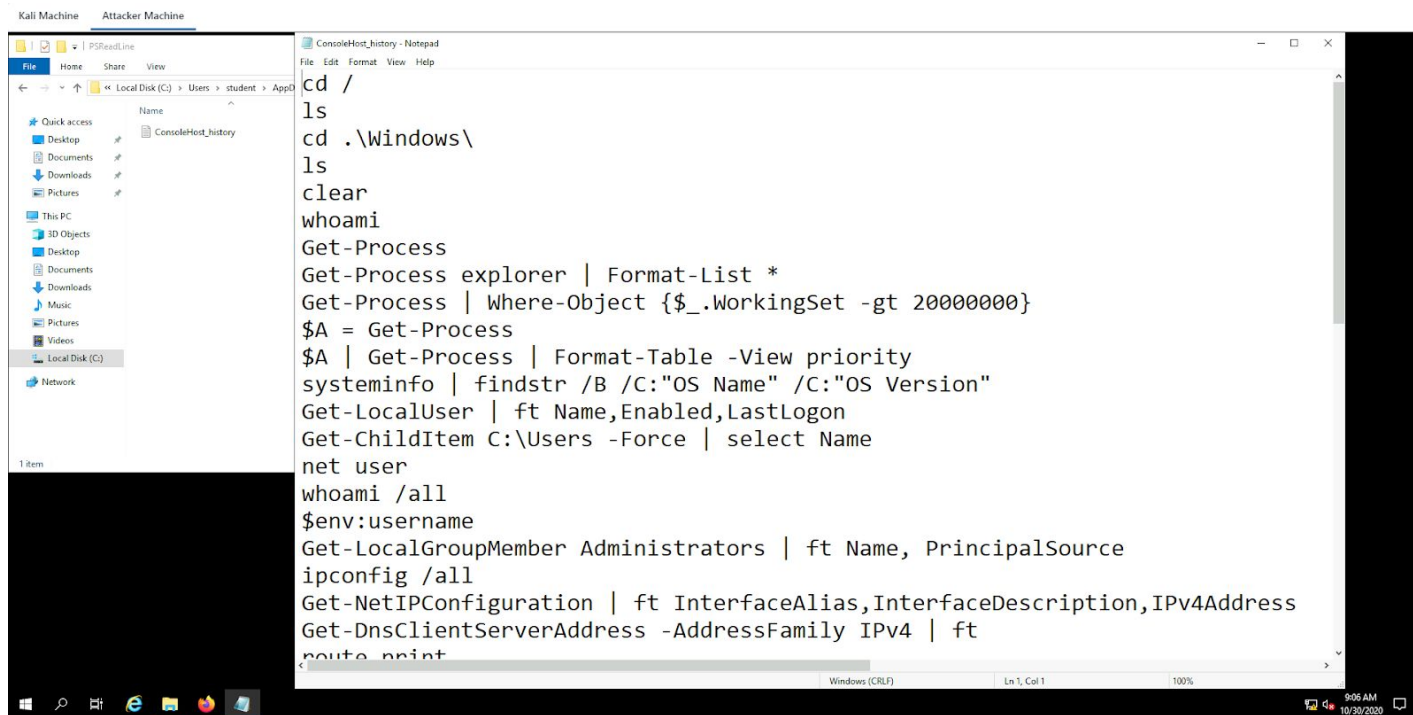 Kali Machine Attacker Machine
PSReadLine
File Home Share View
« Local Disk (C:) › Users › student › AppD
Name
Quick access
Desktop
Documents
Downloads
Pictures
This PC
3D Objects
Desktop
Documents
Downloads
Music
Pictures
Videos
Local Disk (C:)
Network
ConsoleHost_history
1 item
ConsoleHost_history - Notepad
File Edit Format View Help
cd /
ls
cd .\Windows\
ls
clear
whoami
Get-Process
Get-Process explorer | Format-List *
Get-Process | Where-Object {$_.WorkingSet -gt 20000000}
$A = Get-Process
$A | Get-Process | Format-Table -View priority
systeminfo | findstr /B /C:"OS Name" /C:"OS Version"
Get-LocalUser | ft Name,Enabled,LastLogon
Get-ChildItem C:\Users -Force | select Name
net user
whoami /all
$env:username
Get-LocalGroupMember Administrators | ft Name, PrincipalSource
ipconfig /all
Get-NetIPConfiguration | ft InterfaceAlias,InterfaceDescription,IPv4Address
Get-DnsClientServerAddress -AddressFamily IPv4 | ft
route print
Windows (CRLF) Ln 1, Col 1 100%
9:06 AM
10/30/2020